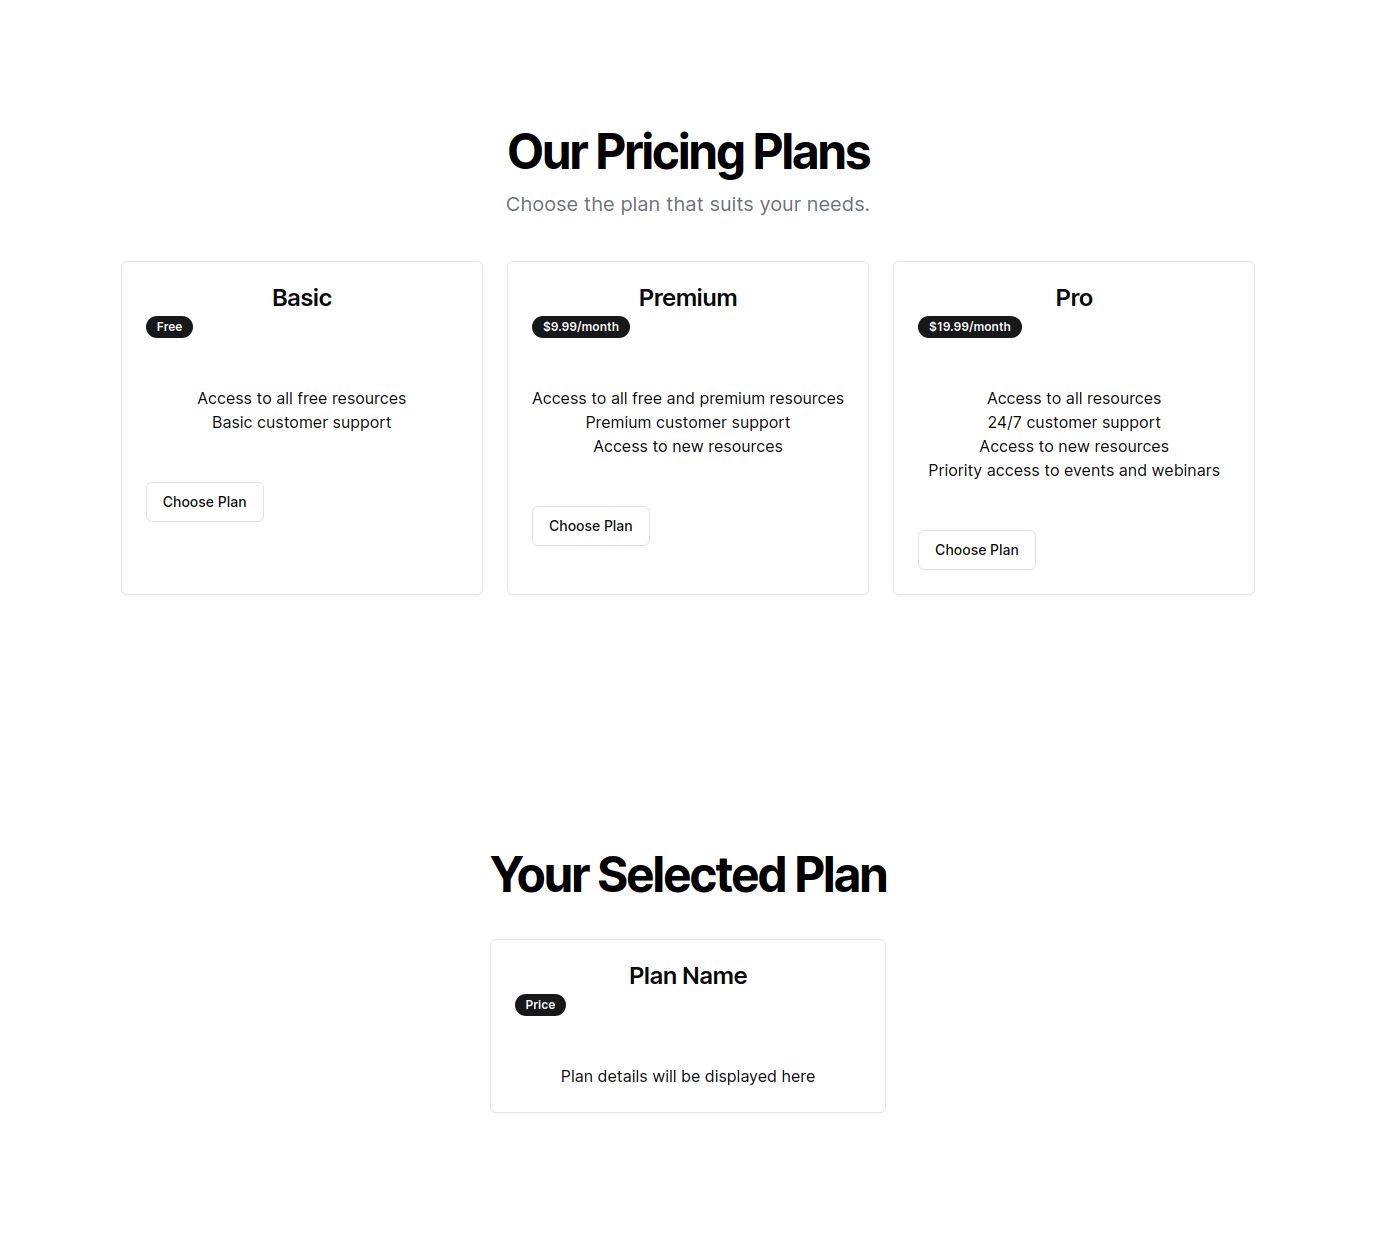 Our Pricing Plans
Choose the plan that suits your needs.
Basic
Free
Access to all free resources
Basic customer support
Choose Plan
Premium
$9.99/month
Access to all free and premium resources
Premium customer support
Access to new resources
Choose Plan
Pro
$19.99/month
Access to all resources
24/7 customer support
Access to new resources
Priority access to events and webinars
Choose Plan
Your Selected Plan
Plan Name
Price
Plan details will be displayed here